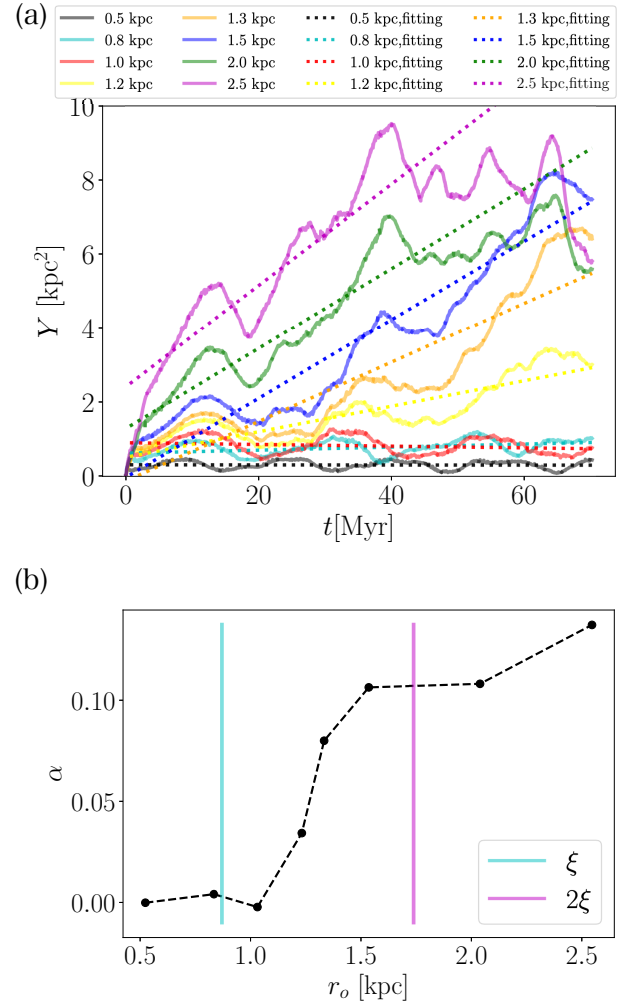 (a)
0.5 kpc 1.3 kpc 0.5 kpc,fitting 1.3 kpc,fitting
0.8 kpc 1.5 kpc 0.8 kpc,fitting 1.5 kpc,fitting
1.0 kpc 2.0 kpc 1.0 kpc,fitting 2.0 kpc,fitting
1.2 kpc 2.5 kpc 1.2 kpc,fitting 2.5 kpc,fitting
10
8
6
4
2
0
Y [kpc²]
0 20 40 60
t[Myr]
(b)
0.10
0.05
0.00
α
ξ
2ξ
0.5 1.0 1.5 2.0 2.5
r_o [kpc]